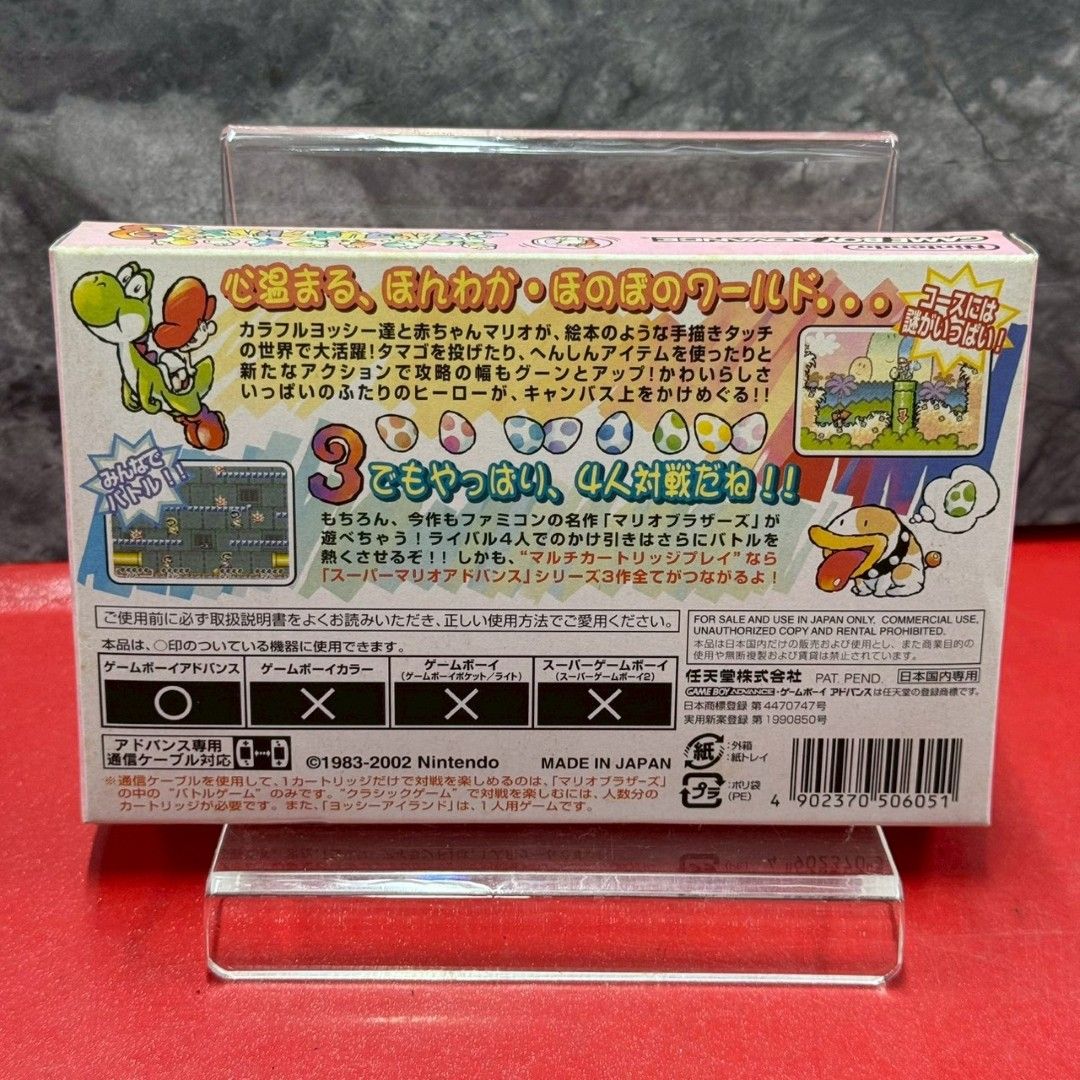 Nintendo
GAME BOY ADVANCE
心温まる、ほんわか・ほのぼのワールド...
コースには
謎がいっぱい!
カラフルヨッシー達と赤ちゃんマリオが、絵本のような手描きタッチ
の世界で大活躍!タマゴを投げたり、へんしんアイテムを使ったりと
新たなアクションで攻略の幅もグーンとアップ!かわいらしさ
いっぱいのふたりのヒーローが、キャンバス上をかけめぐる!!
みんなで
バトル!!
3でもやっぱり、4人対戦だね!!
もちろん、今作もファミコンの名作「マリオブラザーズ」が
遊べちゃう!ライバル4人でのかけ引きはさらにバトルを
熱くさせるぞ!!しかも、"マルチカートリッジプレイ"なら
「スーパーマリオアドバンス」シリーズ3作全てがつながるよ!
ご使用前に必ず取扱説明書をよくお読みいただき、正しい使用方法でご愛用ください。
本品は、○印のついている機器に使用できます。
ゲームボーイアドバンス
ゲームボーイカラー
ゲームボーイ
(ゲームボーイポケット/ライト)
スーパーゲームボーイ
(スーパーゲームボーイ2)
○
×
×
×
アドバンス専用
通信ケーブル対応
©1983-2002 Nintendo
MADE IN JAPAN
※通信ケーブルを使用して、1カートリッジだけで対戦を楽しめるのは、「マリオブラザーズ」
の中の"バトルゲーム"のみです。"クラシックゲーム"で対戦を楽しむには、人数分の
カートリッジが必要です。また、「ヨッシーアイランド」は、1人用ゲームです。
FOR SALE AND USE IN JAPAN ONLY. COMMERCIAL USE,
UNAUTHORIZED COPY AND RENTAL PROHIBITED.
本品は日本国内だけの販売および使用とし、また商業目的の
使用や無断複製および賃貸は禁止されています。
任天堂株式会社 PAT. PEND. 日本国内専用
GAME BOY ADVANCE・ゲームボーイ アドバンスは任天堂の登録商標です。
日本商標登録 第4470747号
実用新案登録 第1990850号
紙
:外箱
:紙トレイ
プラ
:ポリ袋
(PE)
4 902370 506051